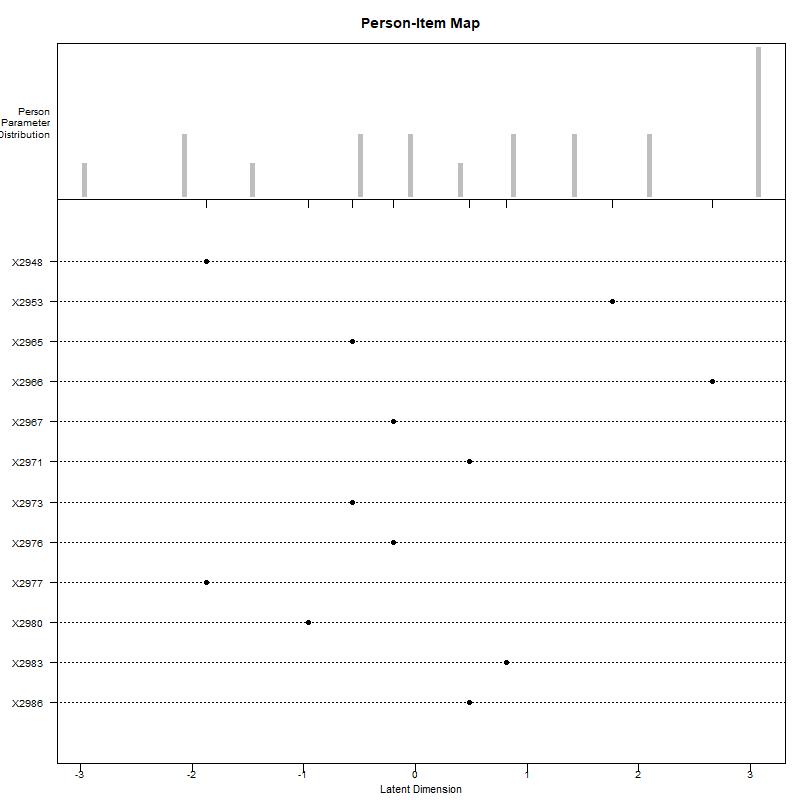 Person-Item Map
Person
Parameter
Distribution
X2948
X2953
X2965
X2966
X2967
X2971
X2973
X2976
X2977
X2980
X2983
X2986
-3 -2 -1 0 1 2 3
Latent Dimension